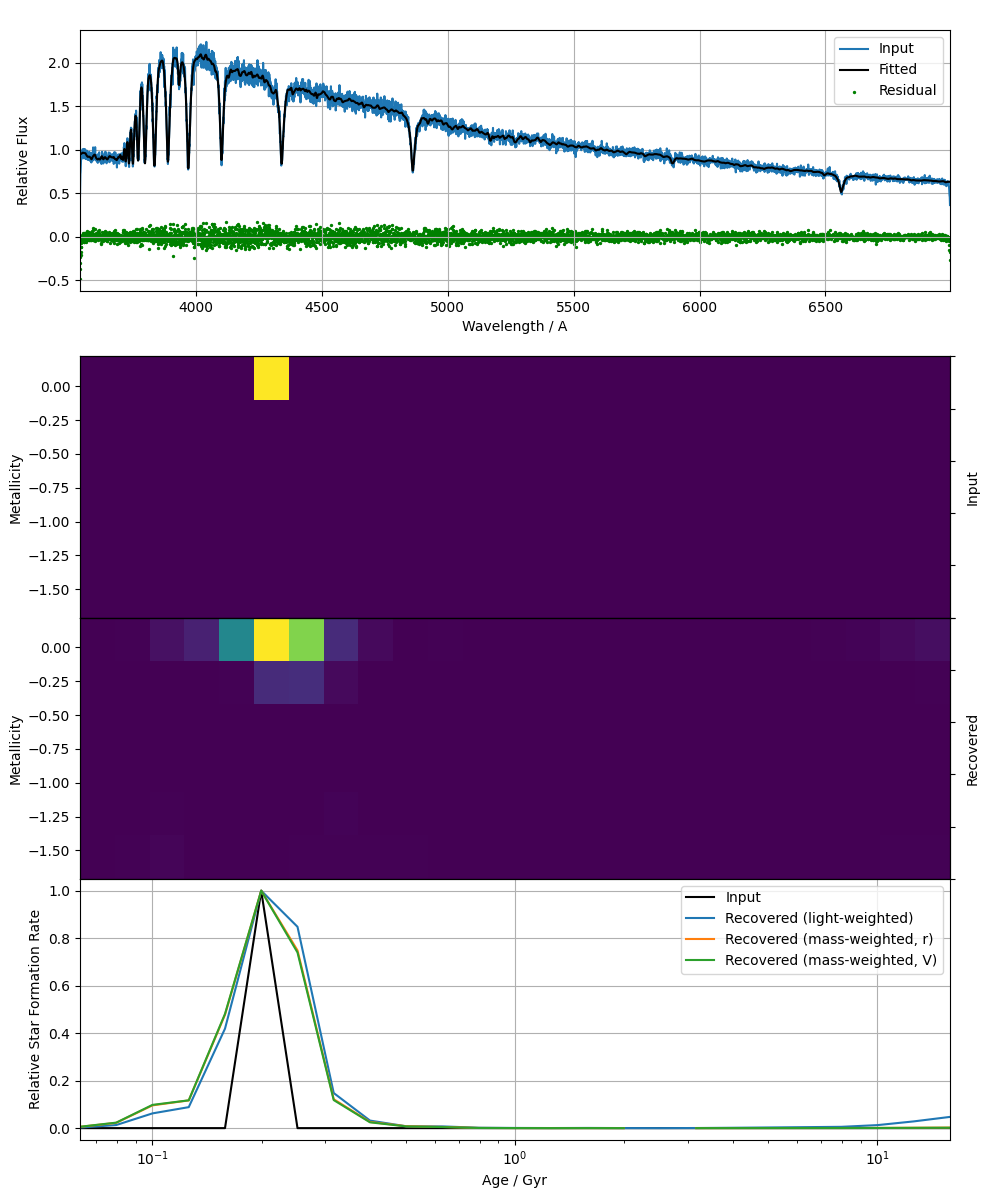 Relative Flux
2.0
1.5
1.0
0.5
0.0
−0.5
Input
Fitted
Residual
4000 4500 5000 5500 6000 6500
Wavelength / A
Metallicity
0.00
−0.25
−0.50
−0.75
−1.00
−1.25
−1.50
Input
Metallicity
0.00
−0.25
−0.50
−0.75
−1.00
−1.25
−1.50
Recovered
Relative Star Formation Rate
1.0
0.8
0.6
0.4
0.2
0.0
Input
Recovered (light-weighted)
Recovered (mass-weighted, r)
Recovered (mass-weighted, V)
10⁻¹ 10⁰ 10¹
Age / Gyr